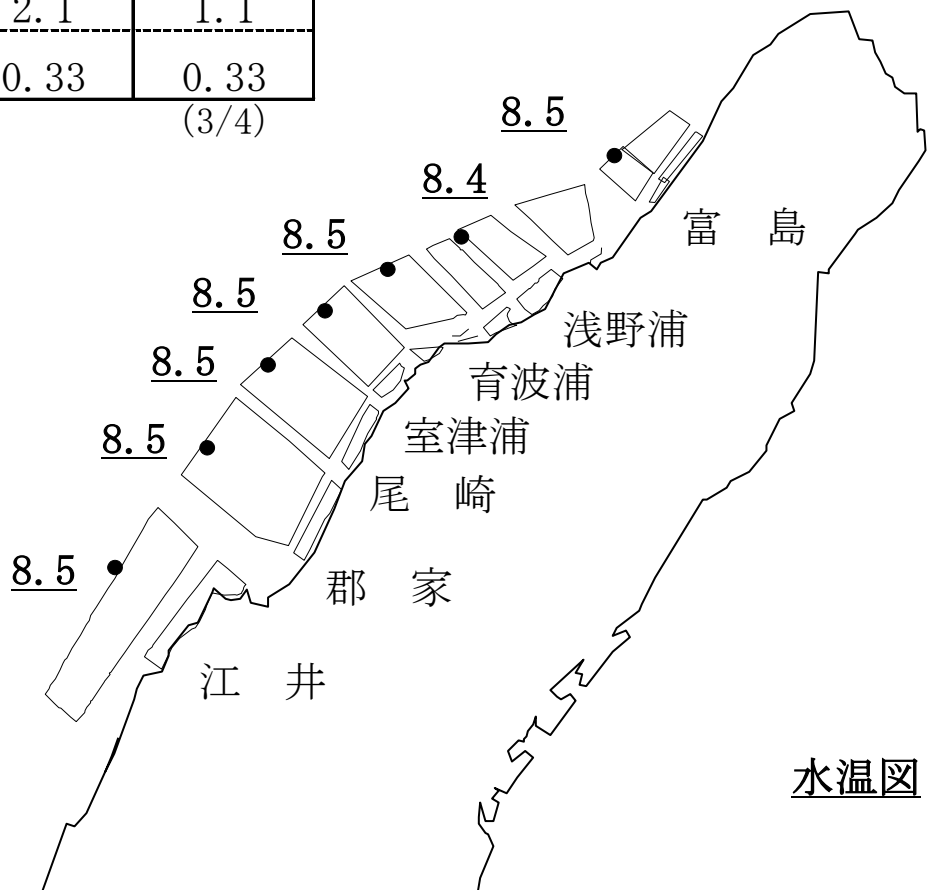 2.1 1.1
0.33 0.33
(3/4)
8.5
8.4
富 島
8.5
8.5
浅野浦
8.5
育波浦
8.5
室津浦
尾 崎
8.5
郡 家
江 井
水温図